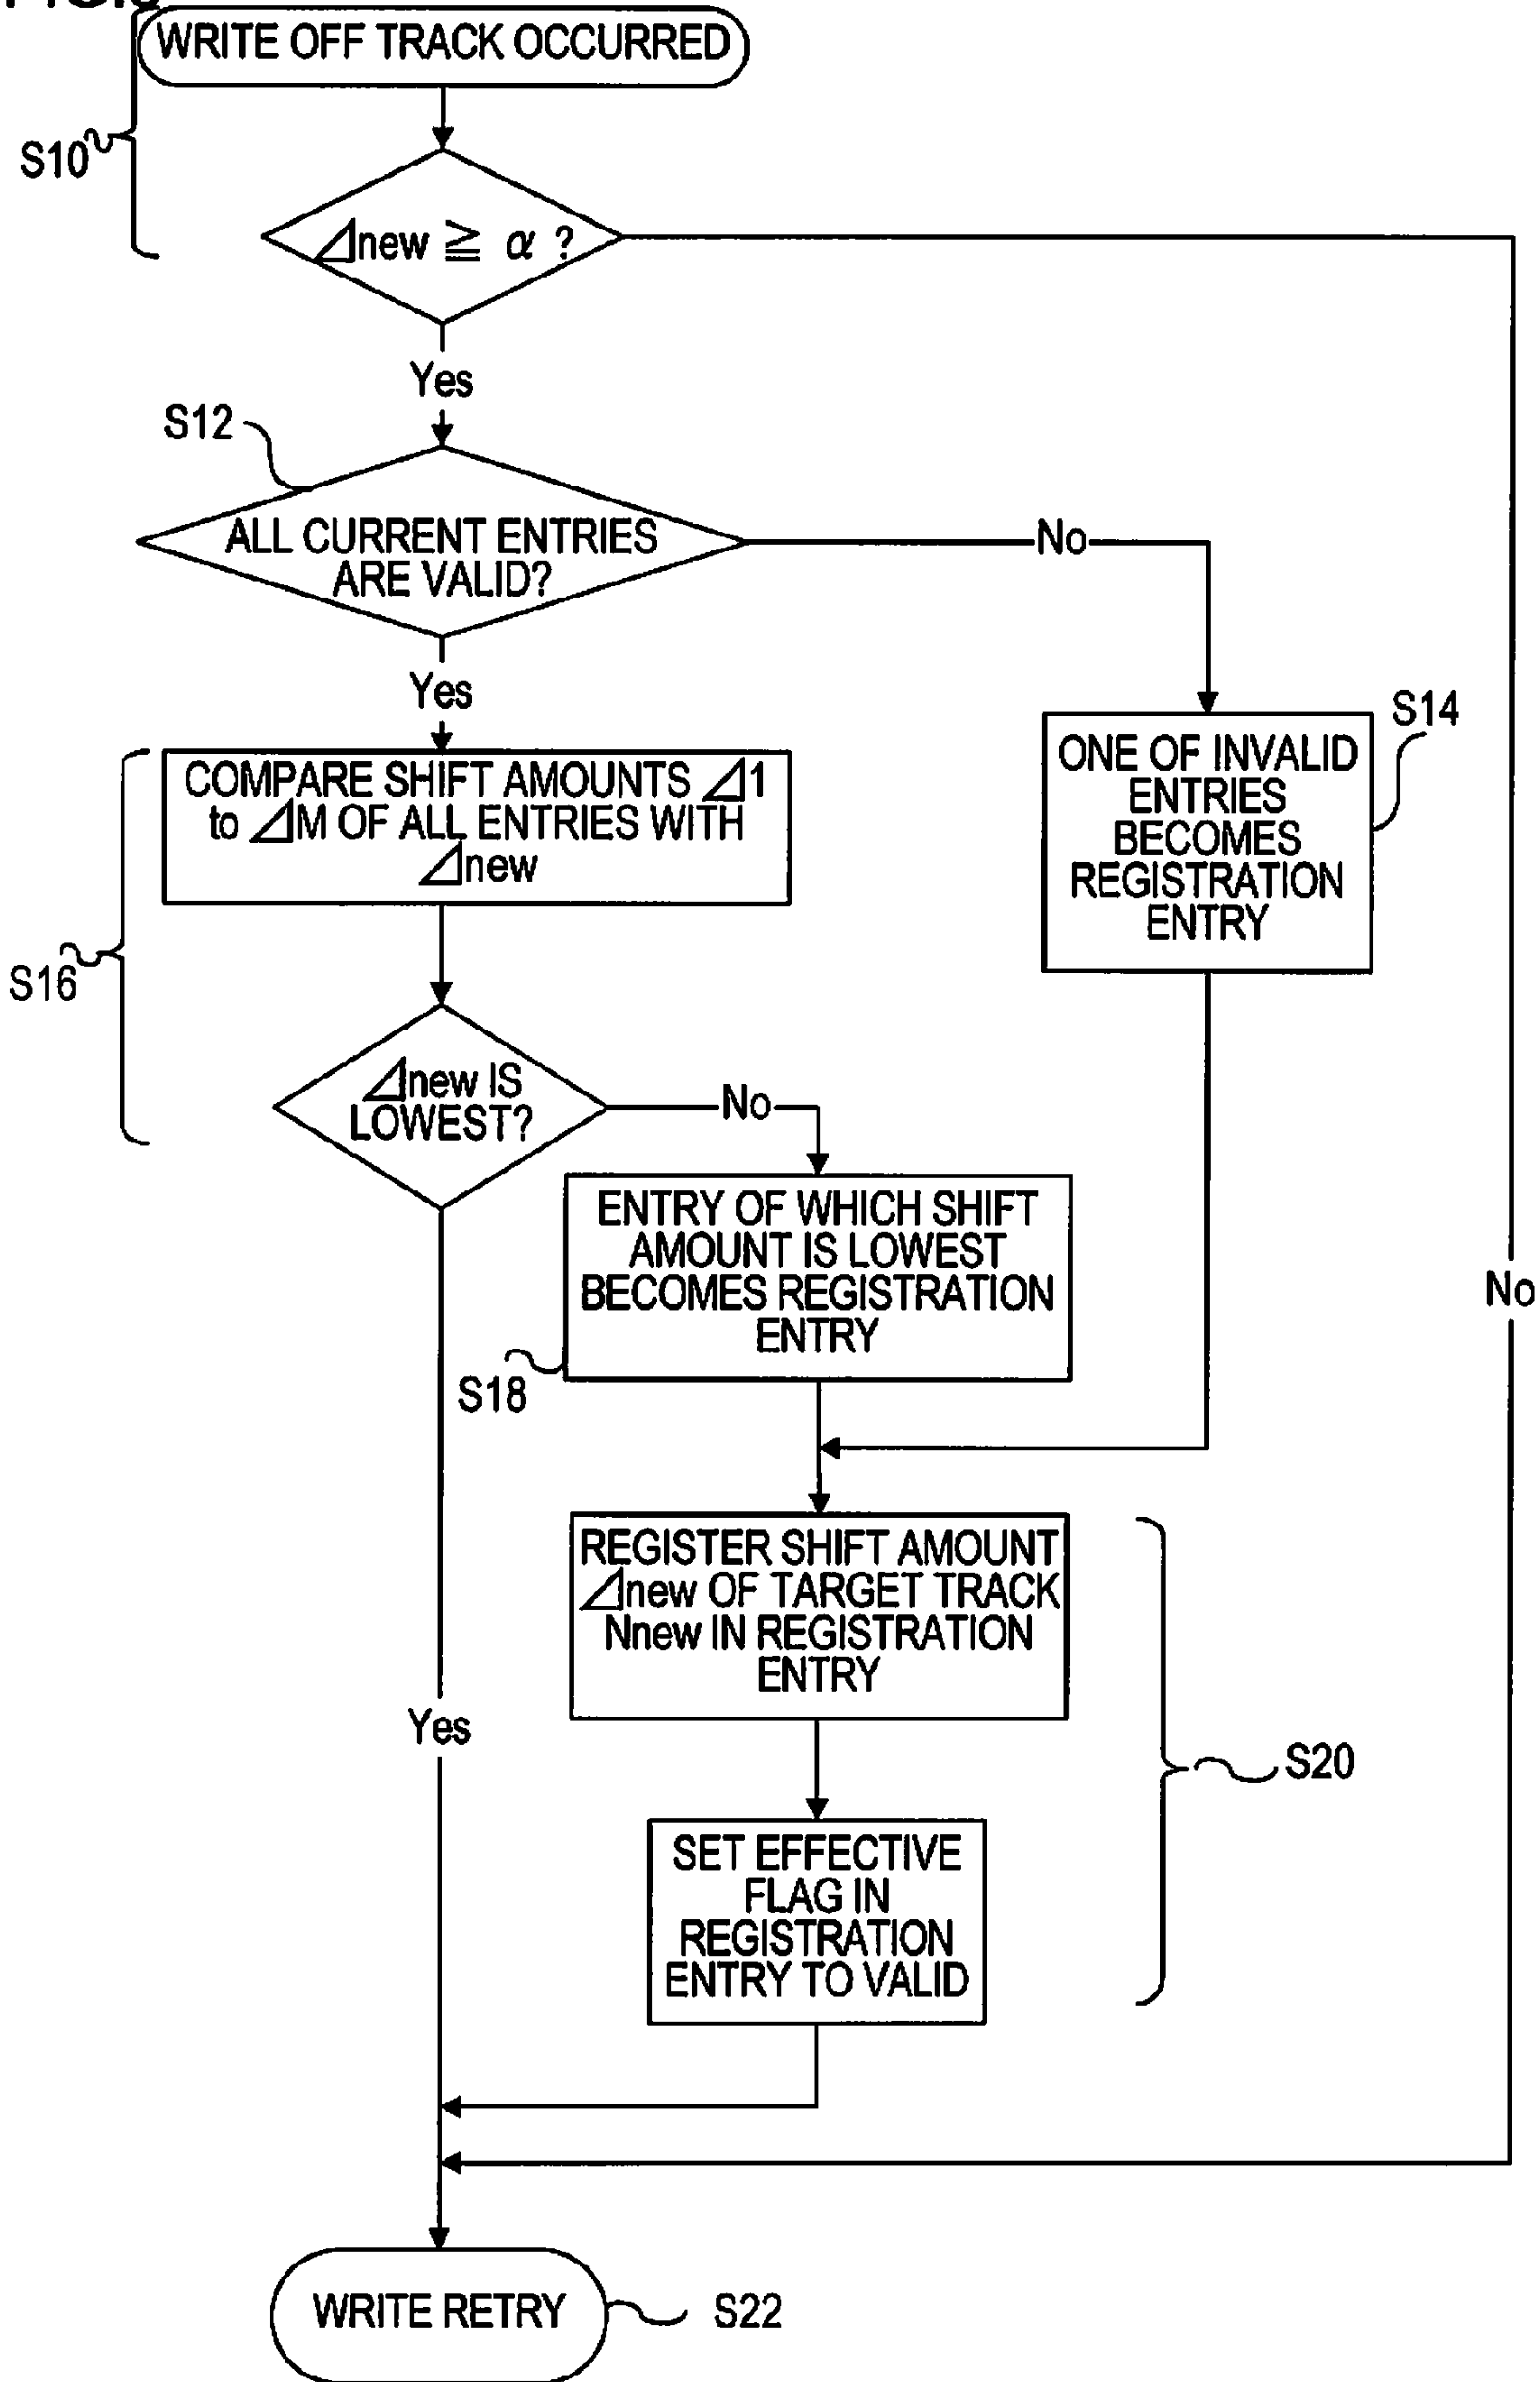 WRITE OFF TRACK OCCURRED
S10
⊿new ≧ α ?
Yes
S12
ALL CURRENT ENTRIES
ARE VALID?
No
Yes
S14
ONE OF INVALID
ENTRIES
BECOMES
REGISTRATION
ENTRY
COMPARE SHIFT AMOUNTS ⊿1
to ⊿M OF ALL ENTRIES WITH
⊿new
S16
⊿new IS
LOWEST?
No
ENTRY OF WHICH SHIFT
AMOUNT IS LOWEST
BECOMES REGISTRATION
ENTRY
No
S18
REGISTER SHIFT AMOUNT
⊿new OF TARGET TRACK
Nnew IN REGISTRATION
ENTRY
Yes
S20
SET EFFECTIVE
FLAG IN
REGISTRATION
ENTRY TO VALID
WRITE RETRY
S22